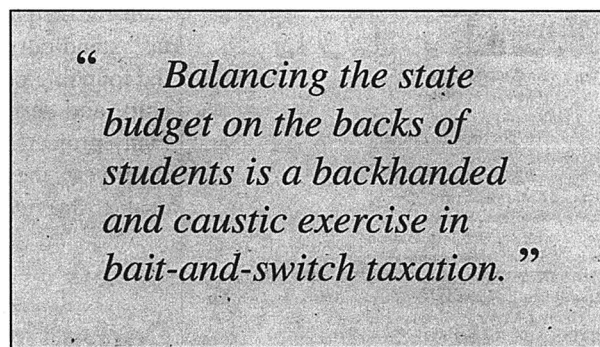 “ Balancing the state
budget on the backs of
students is a backhanded
and caustic exercise in
bait-and-switch taxation. ”